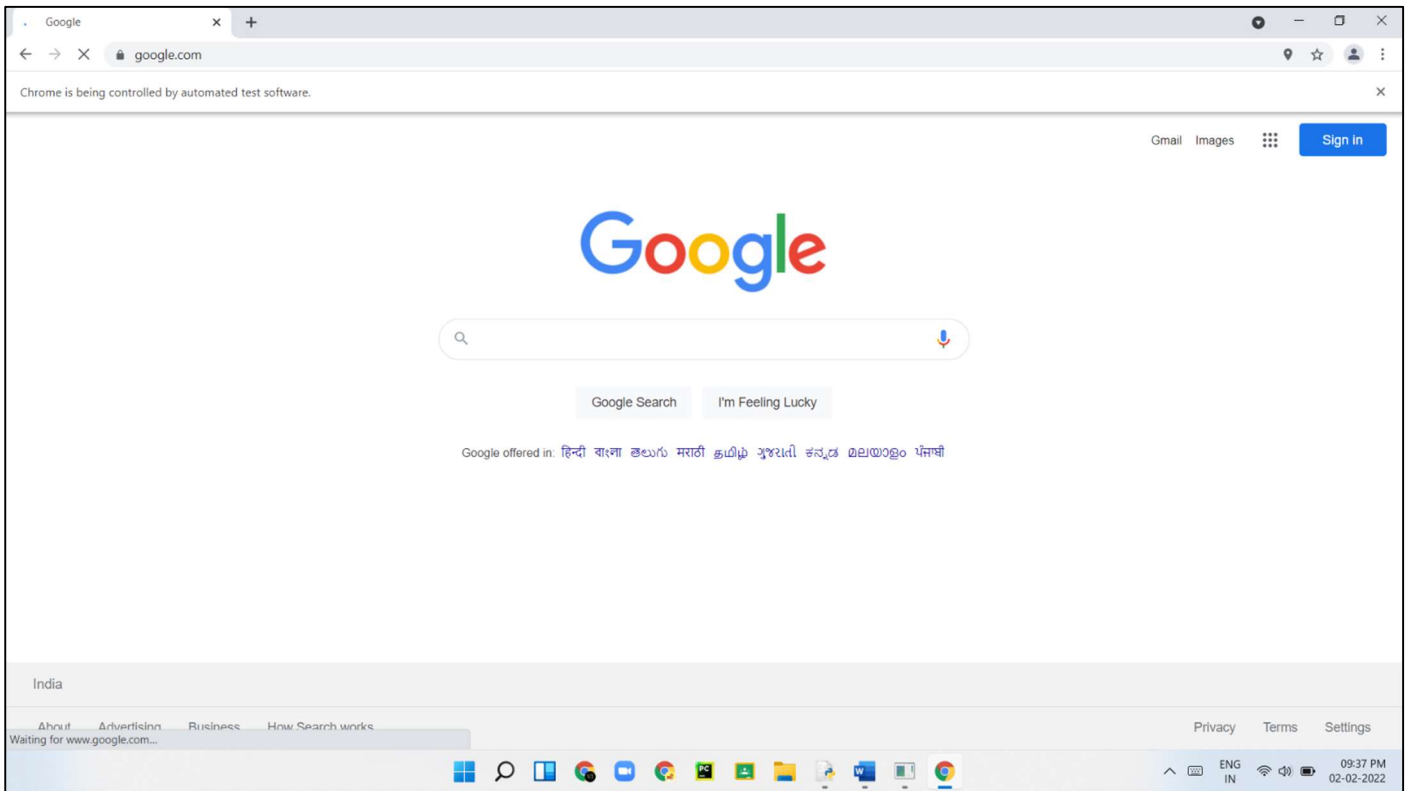 Google
google.com
Chrome is being controlled by automated test software.
Gmail Images Sign in
Google
Google Search I'm Feeling Lucky
Google offered in: हिन्दी বাংলা తెలుగు मराठी தமிழ் ગુજરાતી ಕನ್ನಡ മലയാളം ਪੰਜਾਬੀ
India
About Advertising Business How Search works Privacy Terms Settings
Waiting for www.google.com...
PC
ENG 09:37 PM
IN 02-02-2022